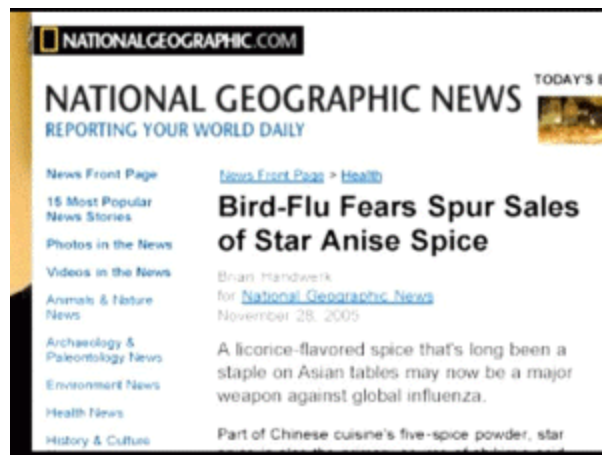 NATIONALGEOGRAPHIC.COM
NATIONAL GEOGRAPHIC NEWS
REPORTING YOUR WORLD DAILY
TODAY'S
News Front Page
15 Most Popular
News Stories
Photos in the News
Videos in the News
Animals & Nature
News
Archaeology &
Paleontology News
Environment News
Health News
History & Culture
News Front Page > Health
Bird-Flu Fears Spur Sales
of Star Anise Spice
Brian Handwerk
for National Geographic News
November 28, 2005
A licorice-flavored spice that's long been a
staple on Asian tables may now be a major
weapon against global influenza.
Part of Chinese cuisine's five-spice powder, star